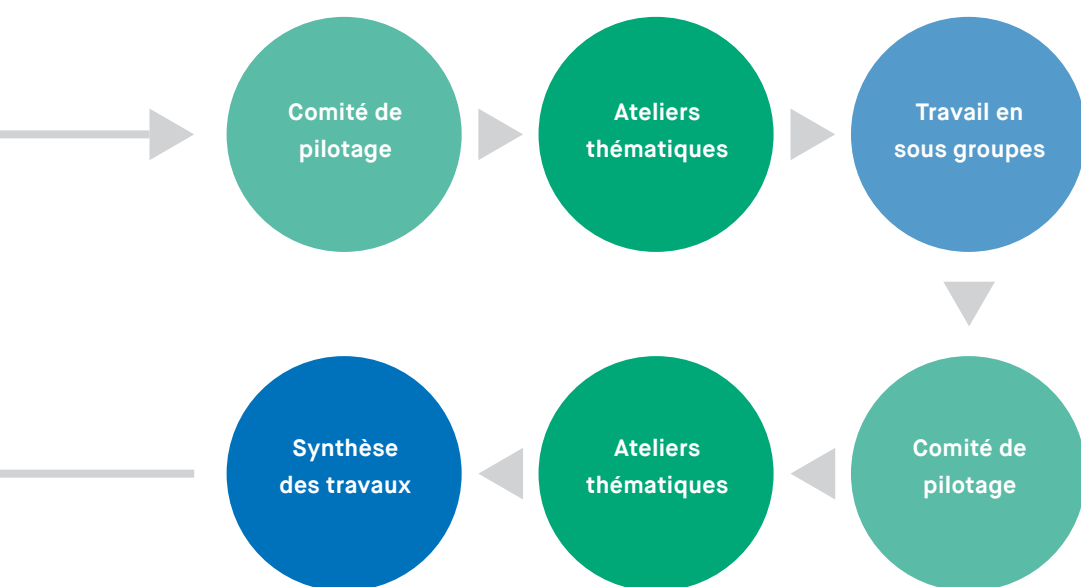 Comité de
pilotage
Ateliers
thématiques
Travail en
sous groupes
Synthèse
des travaux
Ateliers
thématiques
Comité de
pilotage